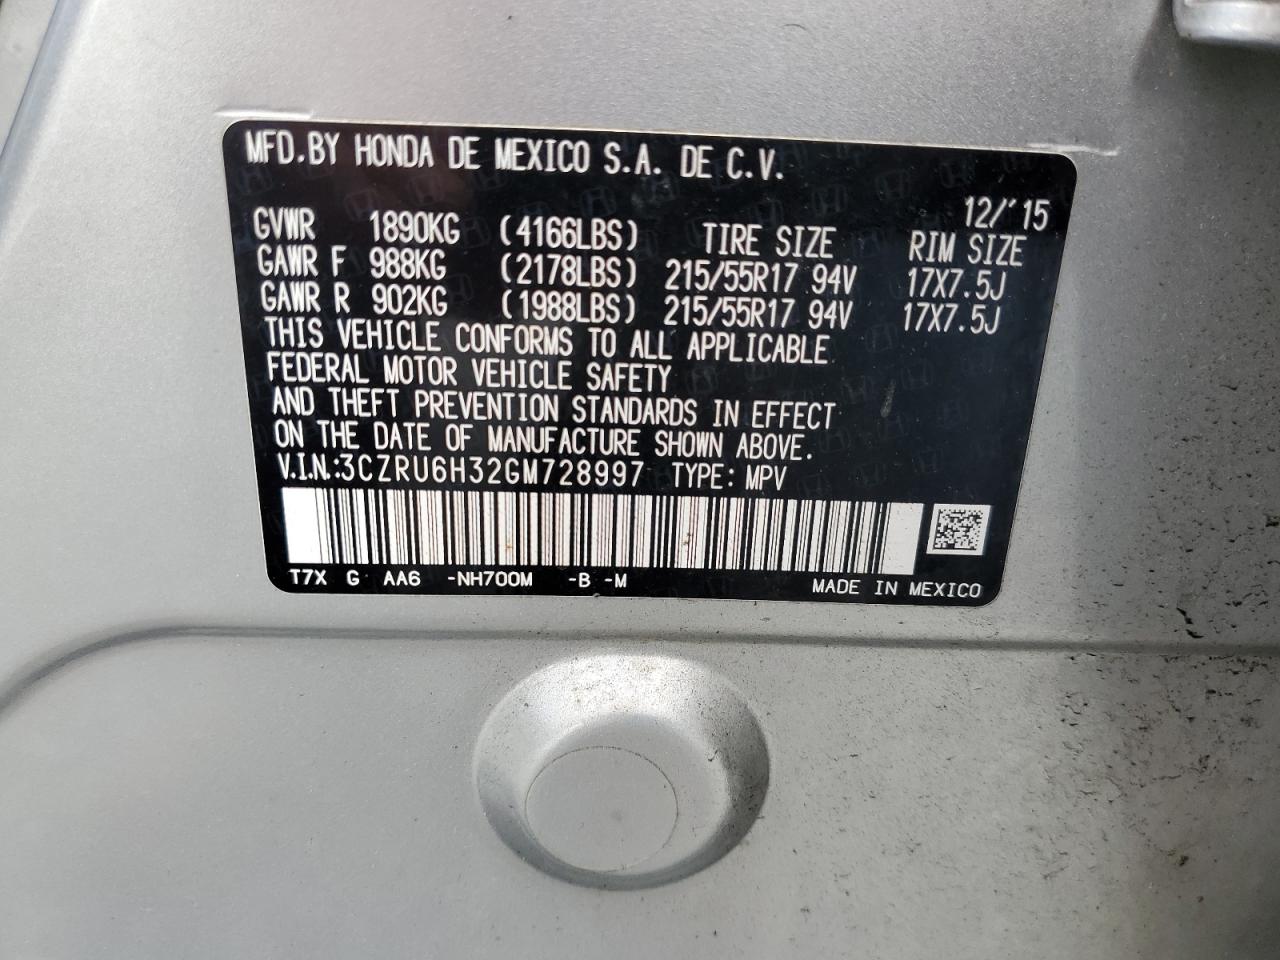 MFD.BY HONDA DE MEXICO S.A. DE C.V.
12/'15
GVWR 1890KG (4166LBS) TIRE SIZE RIM SIZE
GAWR F 988KG (2178LBS) 215/55R17 94V 17X7.5J
GAWR R 902KG (1988LBS) 215/55R17 94V 17X7.5J
THIS VEHICLE CONFORMS TO ALL APPLICABLE
FEDERAL MOTOR VEHICLE SAFETY
AND THEFT PREVENTION STANDARDS IN EFFECT
ON THE DATE OF MANUFACTURE SHOWN ABOVE.
V.I.N.:3CZRU6H32GM728997 TYPE: MPV
T7X G AA6 -NH700M -B -M MADE IN MEXICO